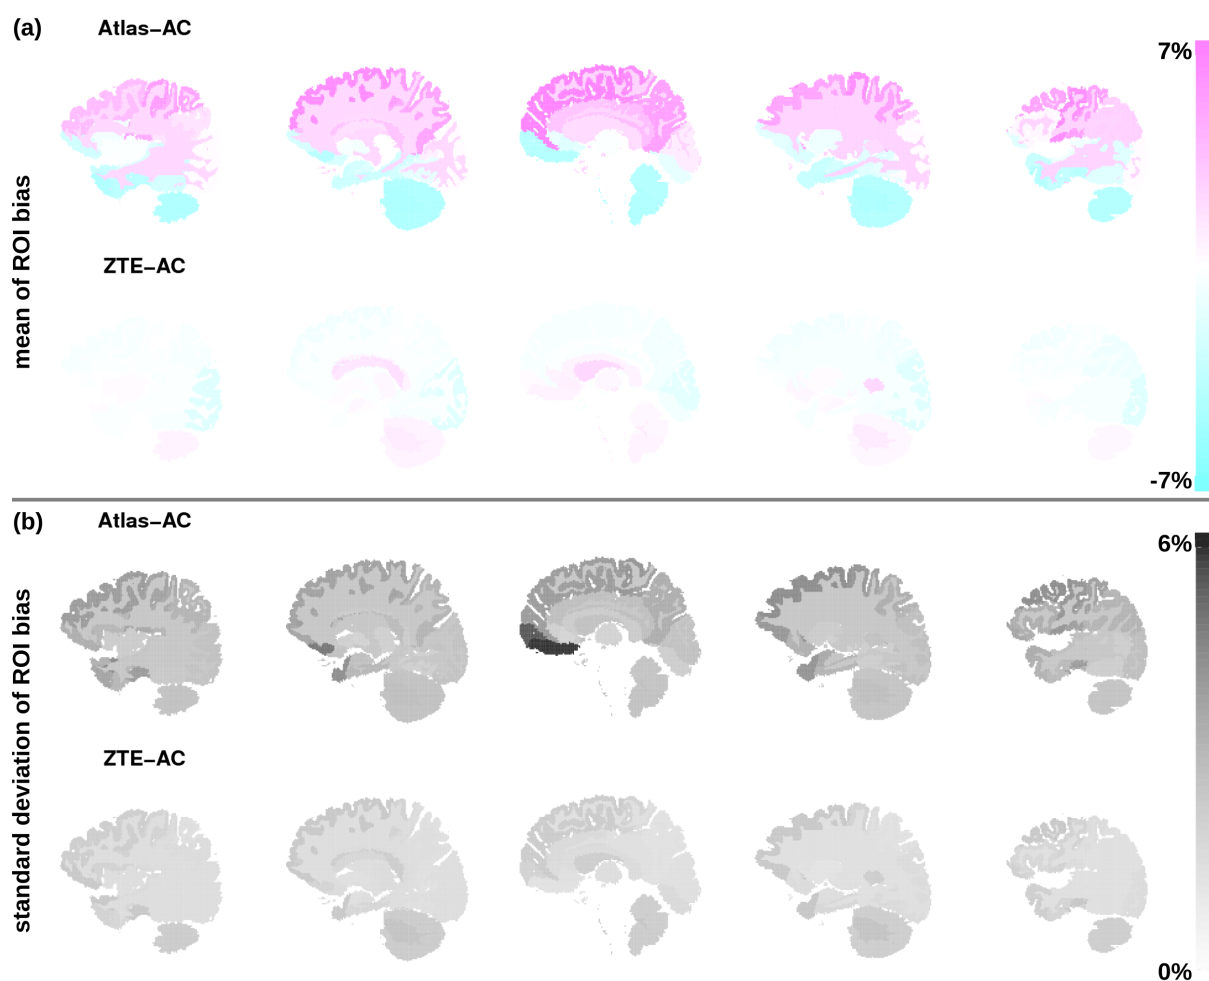 (a)
Atlas−AC
7%
mean of ROI bias
ZTE−AC
-7%
(b)
Atlas−AC
6%
standard deviation of ROI bias
ZTE−AC
0%